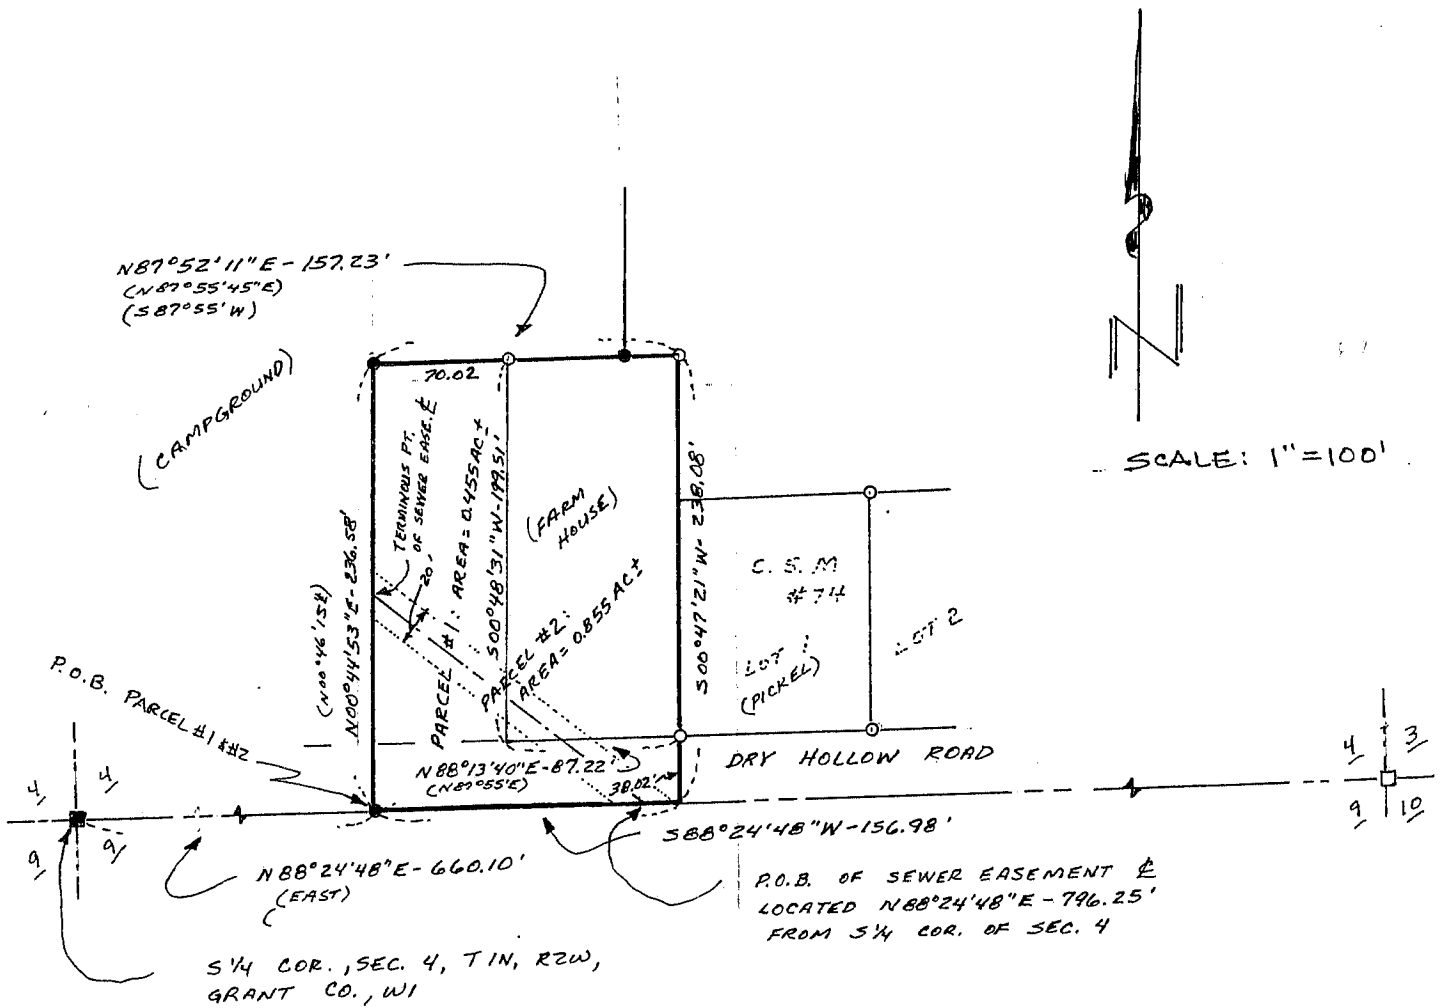 N87°52'11"E - 157.23'
(N87°55'45"E)
(S87°55'W)
(CAMPGROUND)
70.02
TERMINOUS PT.
OF SEWER EASE. ℄
20'
PARCEL #1: AREA = 0.455 AC ±
S00°48'31"W - 199.51'
(FARM
HOUSE)
PARCEL #2:
AREA = 0.855 AC ±
S00°47'21"W - 238.08'
(N00°46'15"E)
N00°44'53"E - 236.58'
SCALE: 1" = 100'
C. S. M
#74
LOT 1
(PICKEL)
LOT 2
P.O.B. PARCEL #1 & #2
N88°13'40"E - 87.22'
(N87°55'E)
38.02'
DRY HOLLOW ROAD
4 4
9 9
4 3
9 10
S88°24'48"W - 156.98'
N88°24'48"E - 660.10'
(EAST)
P.O.B. OF SEWER EASEMENT ℄
LOCATED N88°24'48"E - 796.25'
FROM S 1/4 COR. OF SEC. 4
S 1/4 COR., SEC. 4, T1N, R2W,
GRANT CO., WI